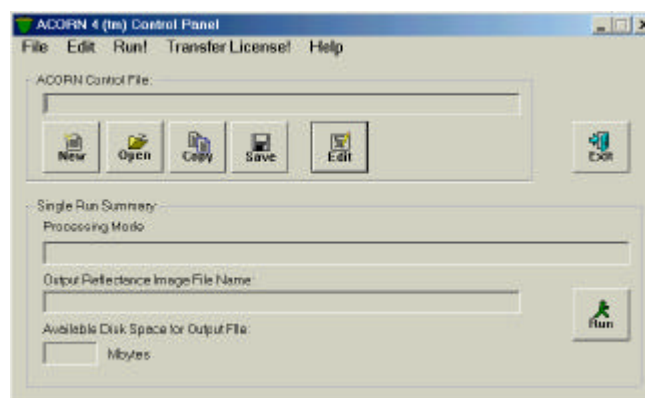 ACORN 4 (tm) Control Panel
File Edit Run! Transfer License! Help
ACORN Control File:
New Open Copy Save Edit Exit
Single Run Summary
Processing Mode
Output Reflectance Image File Name:
Run
Available Disk Space for Output File:
Mbytes